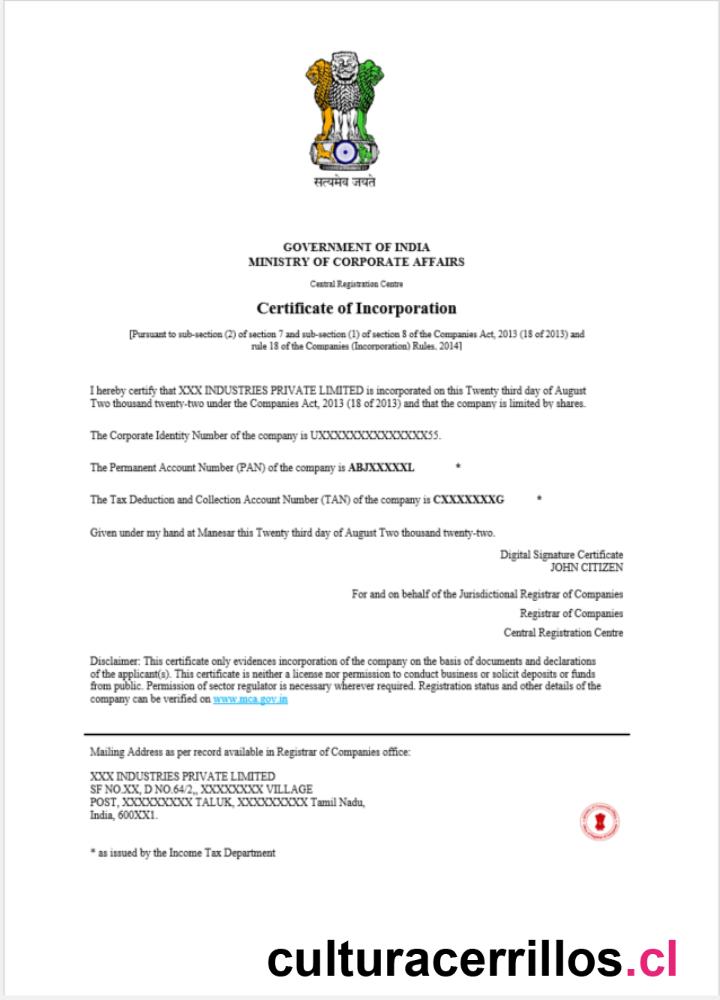 सत्यमेव जयते
GOVERNMENT OF INDIA
MINISTRY OF CORPORATE AFFAIRS
Central Registration Centre
Certificate of Incorporation
[Pursuant to sub-section (2) of section 7 and sub-section (1) of section 8 of the Companies Act, 2013 (18 of 2013) and
rule 18 of the Companies (Incorporation) Rules, 2014]
I hereby certify that XXX INDUSTRIES PRIVATE LIMITED is incorporated on this Twenty third day of August
Two thousand twenty-two under the Companies Act, 2013 (18 of 2013) and that the company is limited by shares.
The Corporate Identity Number of the company is UXXXXXXXXXXXXXXX55.
The Permanent Account Number (PAN) of the company is ABJXXXXXL *
The Tax Deduction and Collection Account Number (TAN) of the company is CXXXXXXXG *
Given under my hand at Manesar this Twenty third day of August Two thousand twenty-two.
Digital Signature Certificate
JOHN CITIZEN
For and on behalf of the Jurisdictional Registrar of Companies
Registrar of Companies
Central Registration Centre
Disclaimer: This certificate only evidences incorporation of the company on the basis of documents and declarations
of the applicant(s). This certificate is neither a license nor permission to conduct business or solicit deposits or funds
from public. Permission of sector regulator is necessary wherever required. Registration status and other details of the
company can be verified on www.mca.gov.in
Mailing Address as per record available in Registrar of Companies office:
XXX INDUSTRIES PRIVATE LIMITED
SF NO.XX, D NO.64/2,, XXXXXXXX VILLAGE
POST, XXXXXXXXX TALUK, XXXXXXXXX Tamil Nadu,
India, 600XX1.
* as issued by the Income Tax Department
culturacerrillos.cl